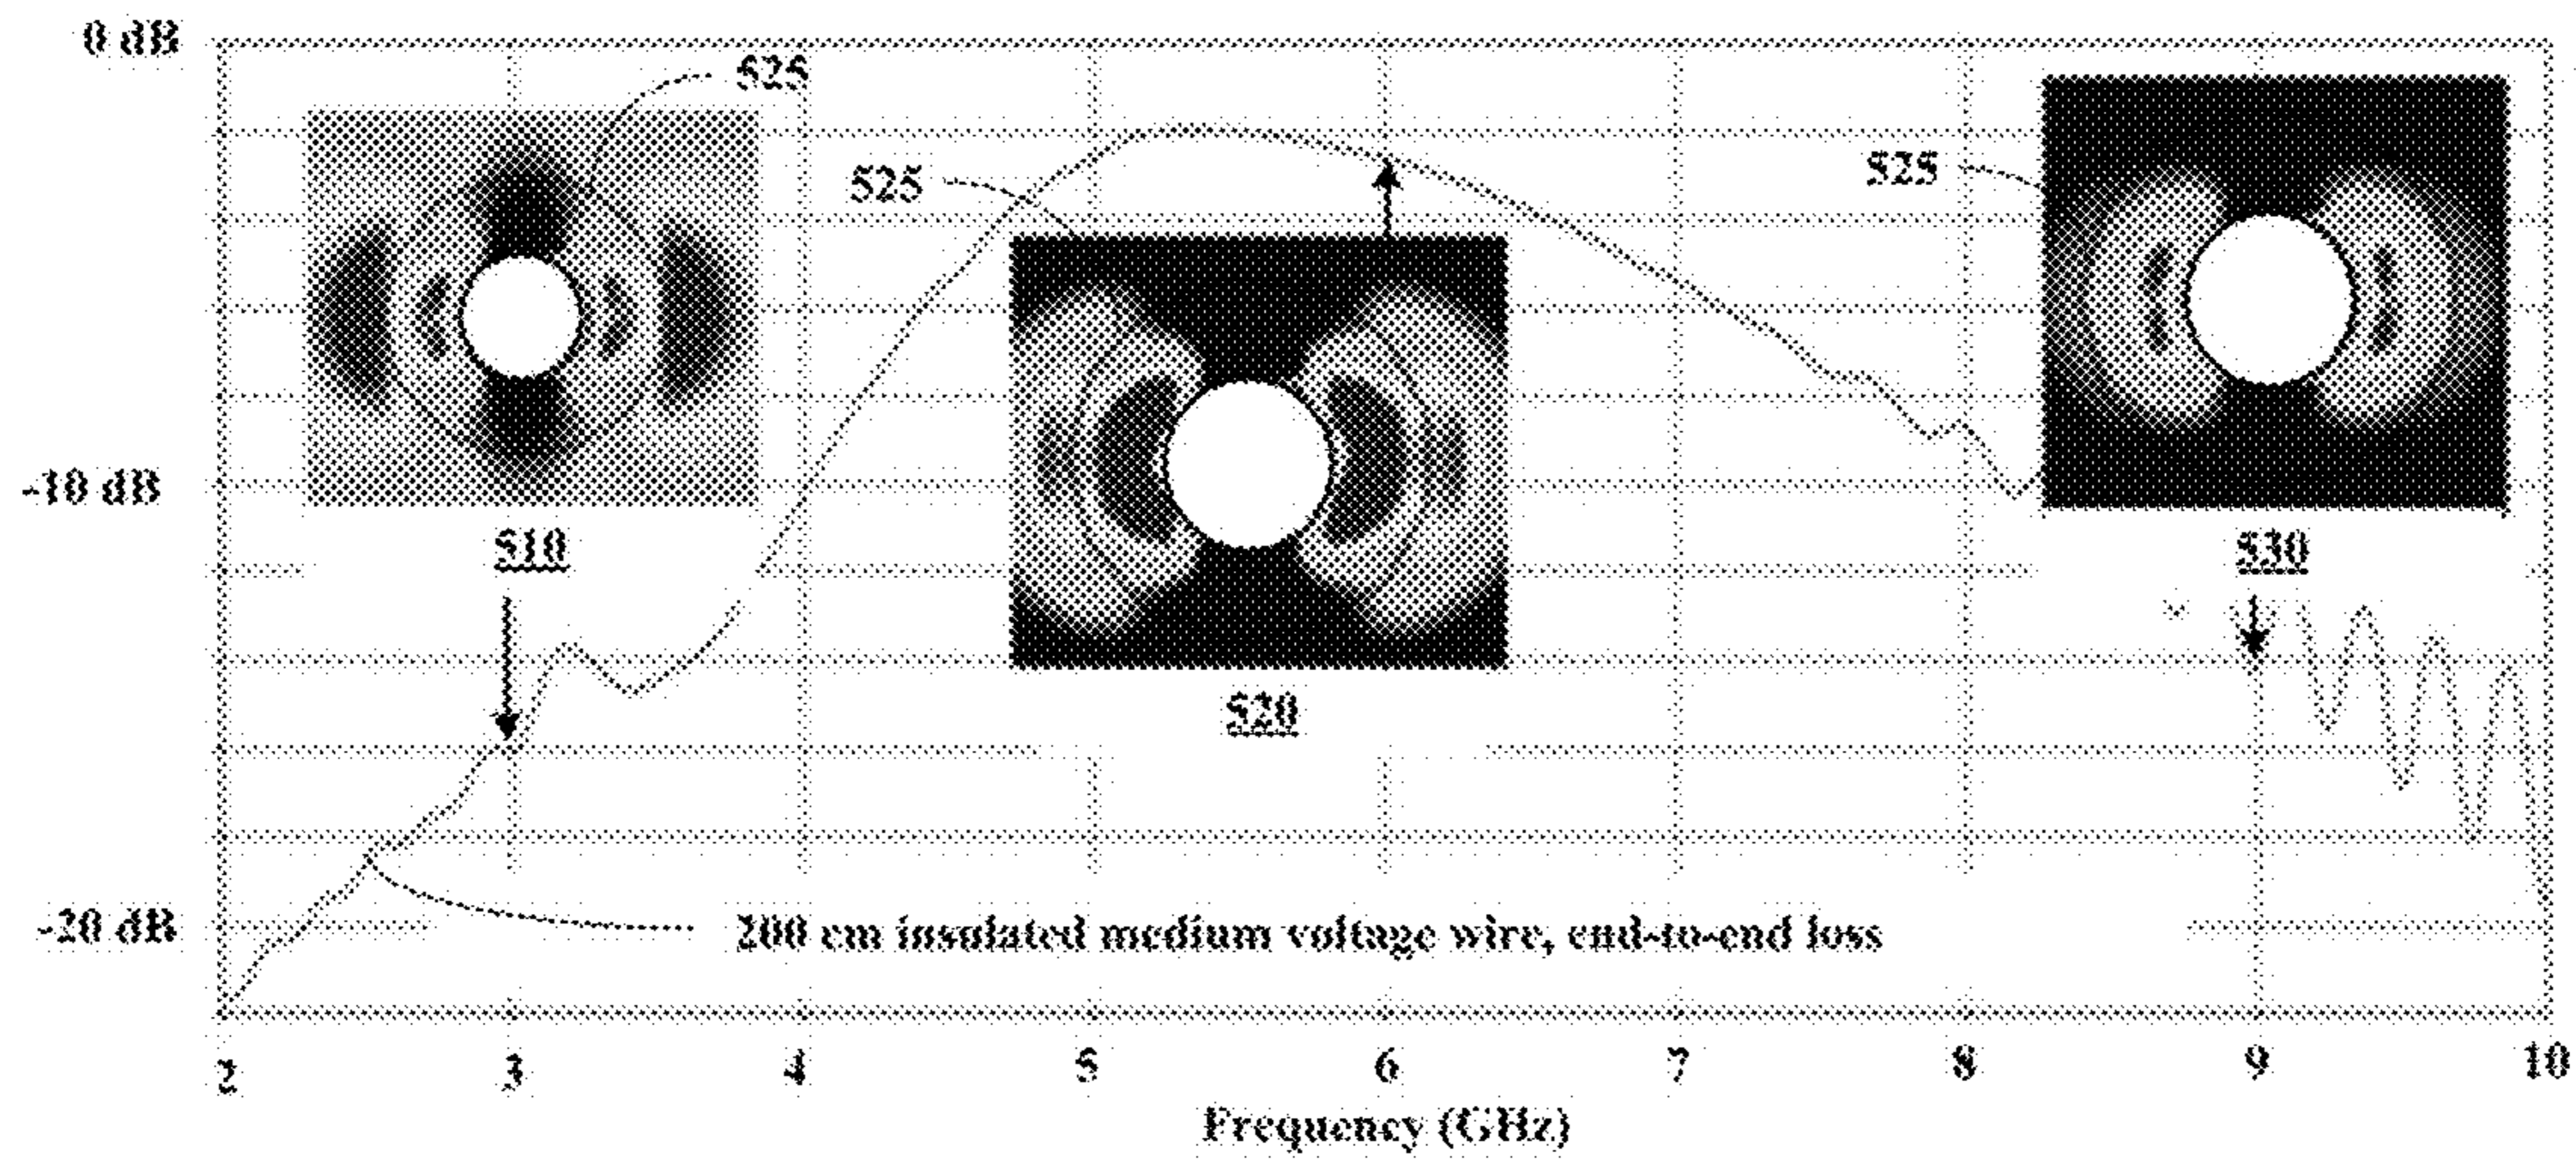 0 dB
525
525
525
-10 dB
510
530
520
-20 dB
200 cm insulated medium voltage wire, end-to-end loss
2 3 4 5 6 7 8 9 10
Frequency (GHz)